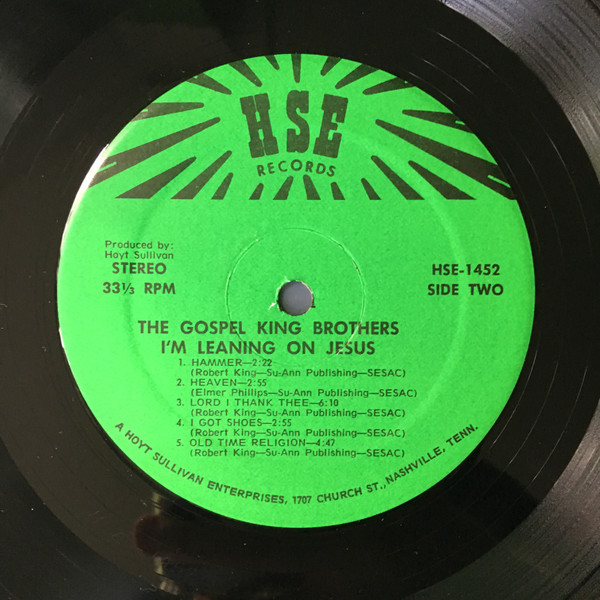 HSE
RECORDS
Produced by:
Hoyt Sullivan
STEREO
33⅓ RPM
HSE-1452
SIDE TWO
THE GOSPEL KING BROTHERS
I'M LEANING ON JESUS
1. HAMMER—2:22
(Robert King—Su-Ann Publishing—SESAC)
2. HEAVEN—2:55
(Elmer Phillips—Su-Ann Publishing—SESAC)
3. LORD I THANK THEE—6:10
(Robert King—Su-Ann Publishing—SESAC)
4. I GOT SHOES—2:55
(Robert King—Su-Ann Publishing—SESAC)
5. OLD TIME RELIGION—4:47
(Robert King—Su-Ann Publishing—SESAC)
A HOYT SULLIVAN ENTERPRISES, 1707 CHURCH ST., NASHVILLE, TENN.